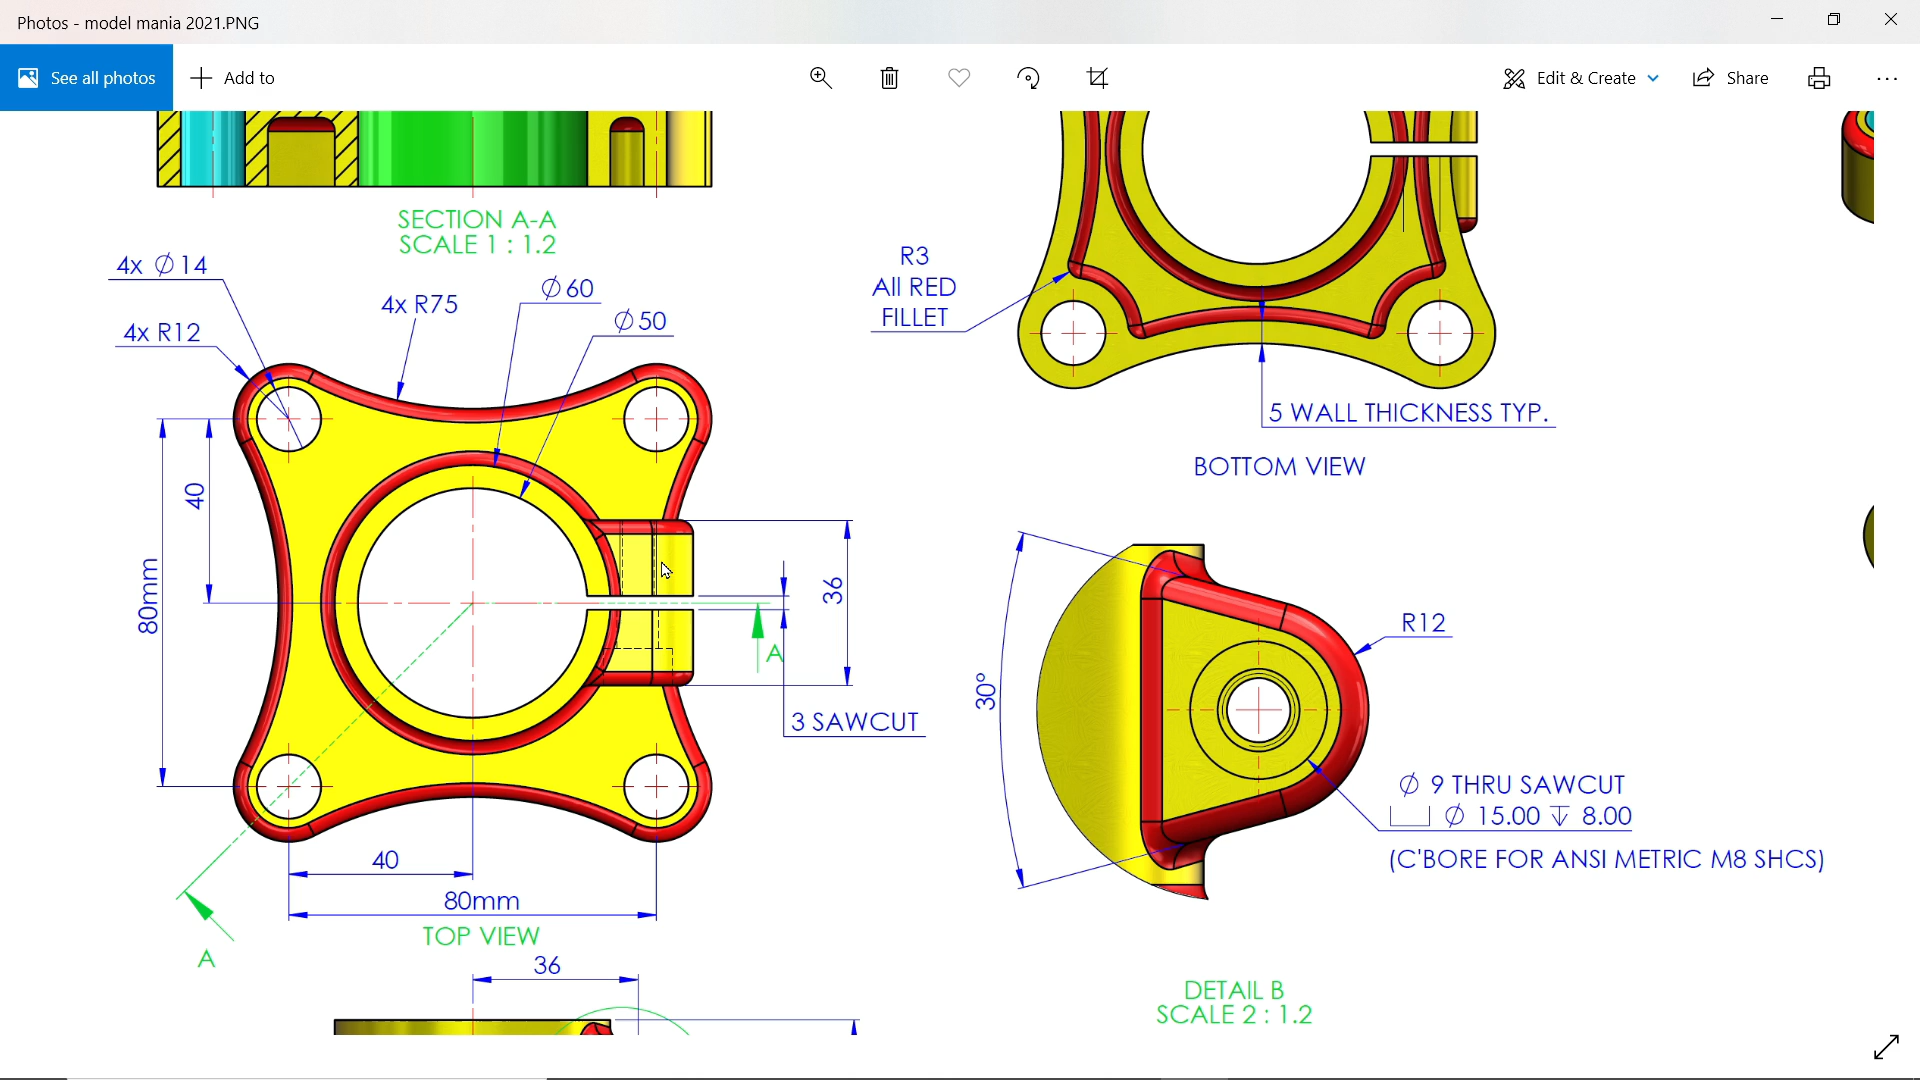 Photos - model mania 2021.PNG
See all photos
Add to
Edit & Create
Share
SECTION A-A
SCALE 1 : 1.2
4x ∅ 14
4x R12
4x R75
∅ 60
∅ 50
40
80mm
36
3 SAWCUT
A
40
80mm
TOP VIEW
A
36
R3
All RED
FILLET
5 WALL THICKNESS TYP.
BOTTOM VIEW
30°
R12
∅ 9 THRU SAWCUT
⌴ ∅ 15.00 ↧ 8.00
(C'BORE FOR ANSI METRIC M8 SHCS)
DETAIL B
SCALE 2 : 1.2